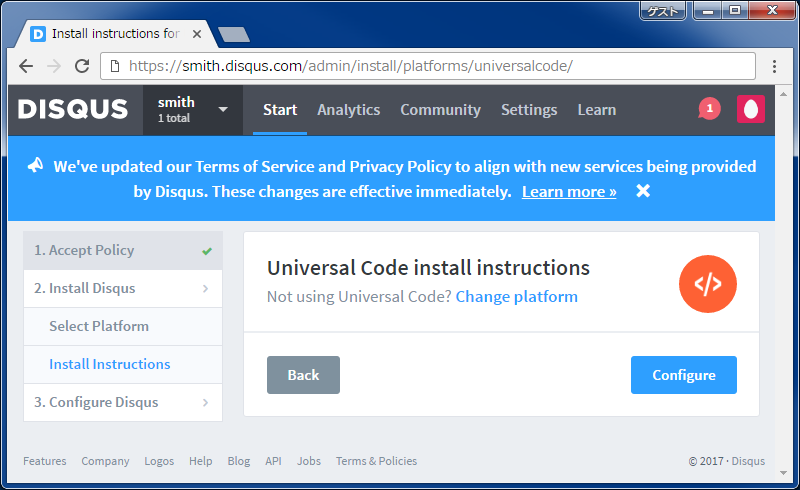 ゲスト
Install instructions for
https://smith.disqus.com/admin/install/platforms/universalcode/
DISQUS
smith
1 total
Start
Analytics
Community
Settings
Learn
1
We've updated our Terms of Service and Privacy Policy to align with new services being provided
by Disqus. These changes are effective immediately. Learn more »
1. Accept Policy
2. Install Disqus
Select Platform
Install Instructions
3. Configure Disqus
Universal Code install instructions
Not using Universal Code? Change platform
</>
Back
Configure
Features
Company
Logos
Help
Blog
API
Jobs
Terms & Policies
© 2017 · Disqus